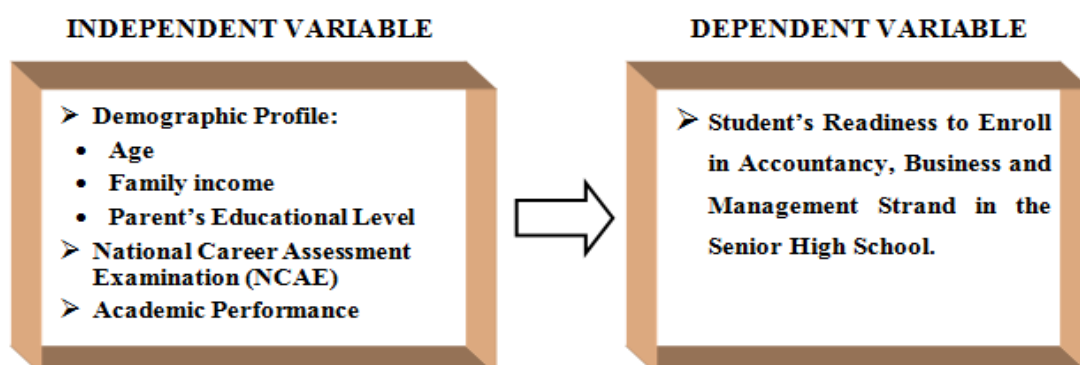 INDEPENDENT VARIABLE
➢ Demographic Profile:
• Age
• Family income
• Parent's Educational Level
➢ National Career Assessment
Examination (NCAE)
➢ Academic Performance
DEPENDENT VARIABLE
➢ Student's Readiness to Enroll
in Accountancy, Business and
Management Strand in the
Senior High School.